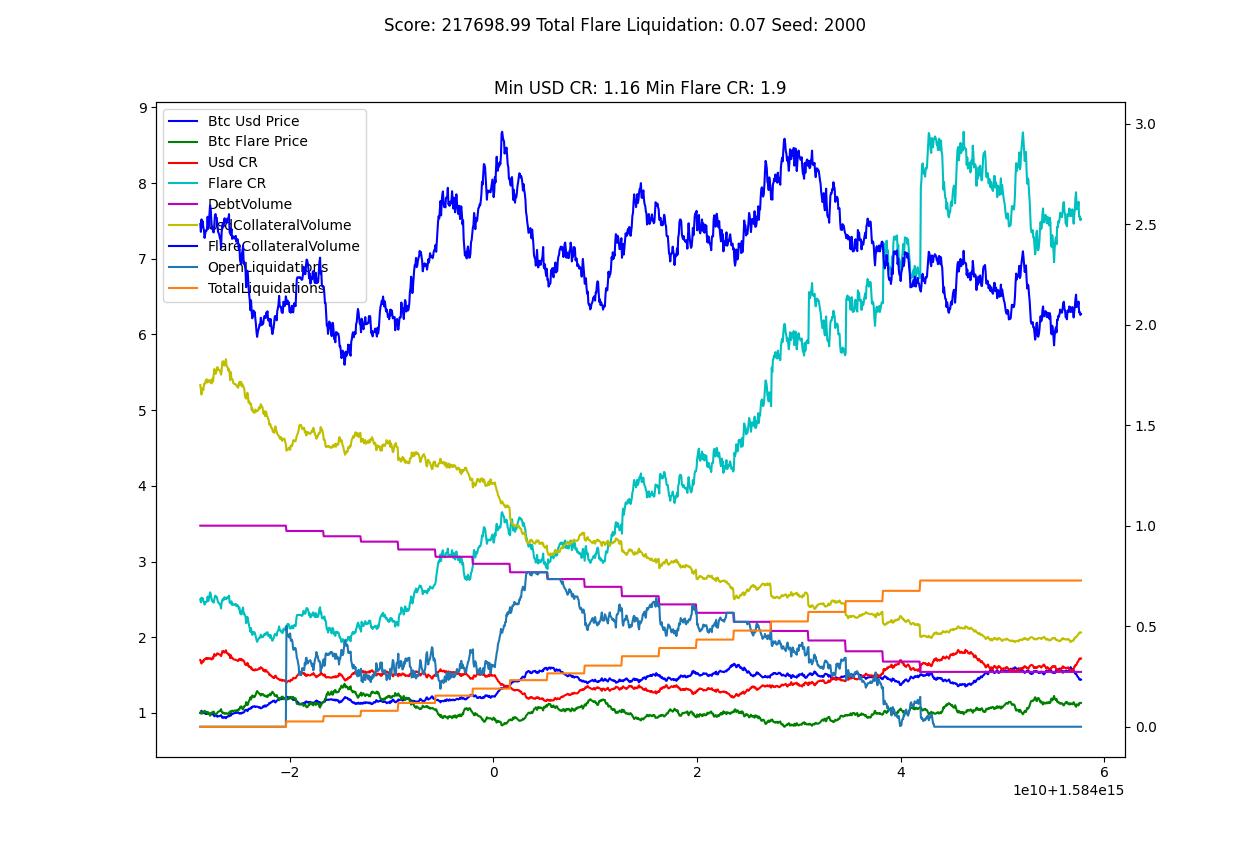 Score: 217698.99 Total Flare Liquidation: 0.07 Seed: 2000
Min USD CR: 1.16 Min Flare CR: 1.9
Btc Usd Price
Btc Flare Price
Usd CR
Flare CR
DebtVolume
UsdCollateralVolume
FlareCollateralVolume
OpenLiquidations
TotalLiquidations
9
8
7
6
5
4
3
2
1
3.0
2.5
2.0
1.5
1.0
0.5
0.0
−2
0
2
4
6
1e10+1.584e15